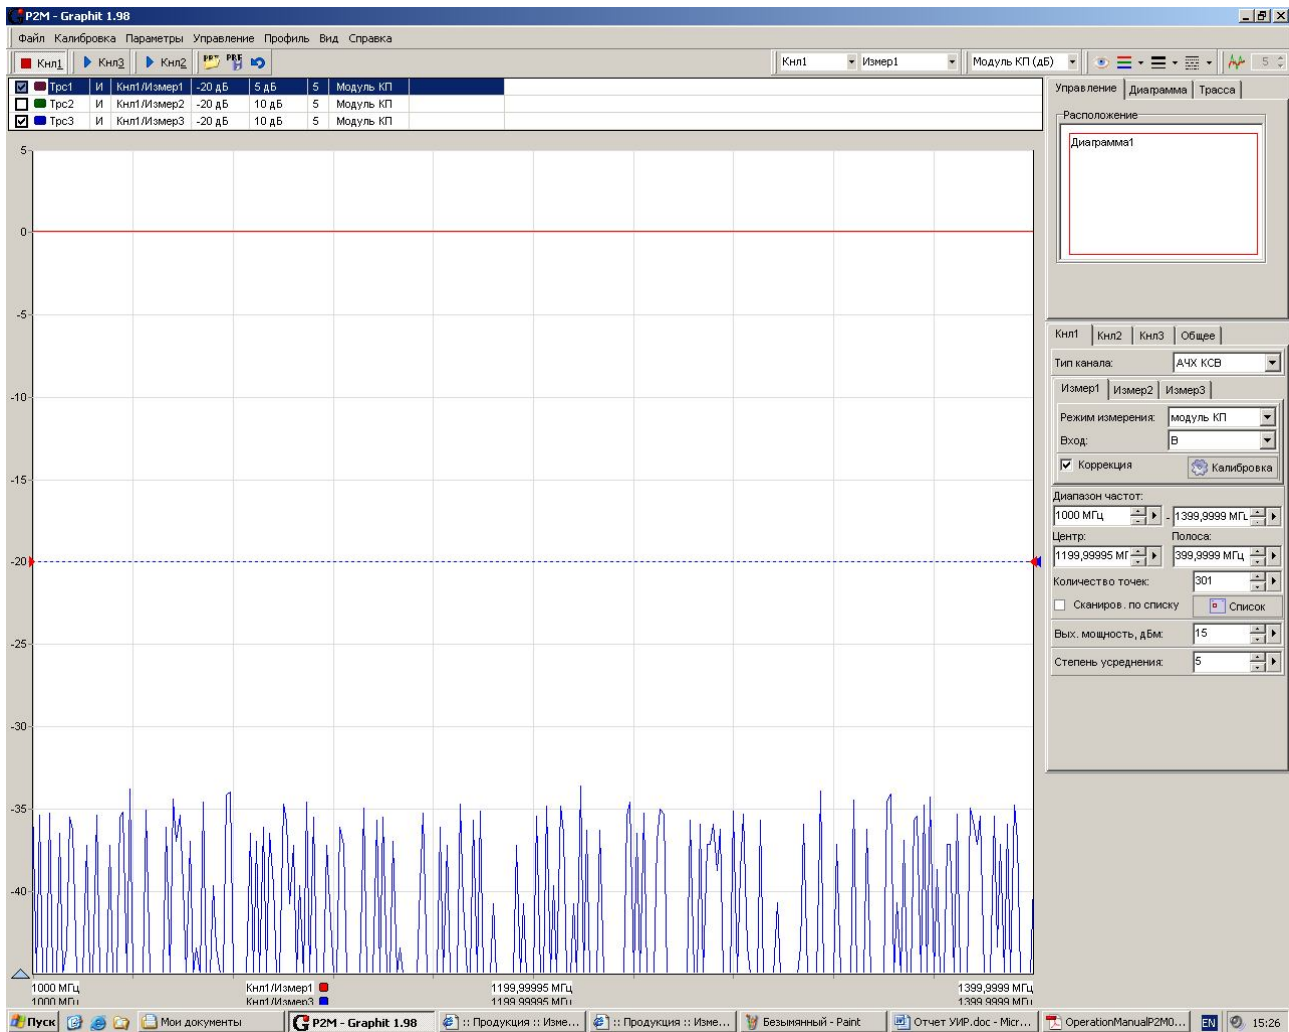 P2M - Graphit 1.98
Файл Калибровка Параметры Управление Профиль Вид Справка
Кнл1 Кнл3 Кнл2 PRF PRF Кнл1 Измер1 Модуль КП (дБ) 5
Трс1 И Кнл1/Измер1 -20 дБ 5 дБ 5 Модуль КП
Трс2 И Кнл1/Измер2 -20 дБ 10 дБ 5 Модуль КП
Трс3 И Кнл1/Измер3 -20 дБ 10 дБ 5 Модуль КП
5
0
-5
-10
-15
-20
-25
-30
-35
-40
1000 МГц Кнл1/Измер1 1199,99995 МГц 1399,9999 МГц
1000 МГц Кнл1/Измер3 1199,99995 МГц 1399,9999 МГц
Управление Диаграмма Трасса
Расположение
Диаграмма1
Кнл1 Кнл2 Кнл3 Общее
Тип канала: АЧХ КСВ
Измер1 Измер2 Измер3
Режим измерения: модуль КП
Вход: B
Коррекция Калибровка
Диапазон частот:
1000 МГц - 1399,9999 МГц
Центр: Полоса:
1199,99995 МГ 399,9999 МГц
Количество точек: 301
Сканиров. по списку Список
Вых. мощность, дБм: 15
Степень усреднения: 5
Пуск Мои документы P2M - Graphit 1.98 :: Продукция :: Изме... :: Продукция :: Изме... Безымянный - Paint Отчет УИР.doc - Micr... OperationManualP2M0... EN 15:26